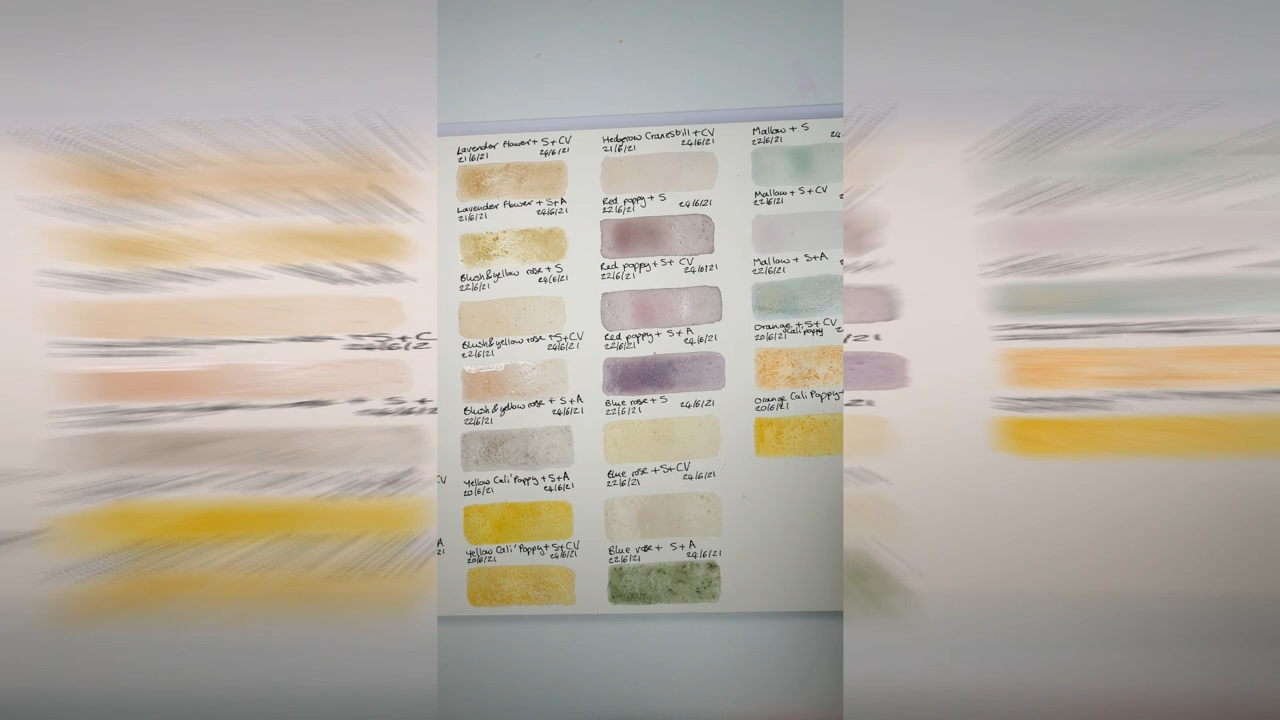 Lavender flower + S + CV
21/6/21 24/6/21
Lavender flower + S+A
21/6/21 24/6/21
Blush&yellow rose + S
22/6/21 24/6/21
Blush&yellow rose + S+CV
22/6/21 24/6/21
Blush&yellow rose + S+A
22/6/21 24/6/21
Yellow Cali' Poppy + S+A
20/6/21 24/6/21
Yellow Cali' Poppy + S+CV
20/6/21 24/6/21
Hedgerow Cranesbill + CV
21/6/21 24/6/21
Red poppy + S
22/6/21 24/6/21
Red poppy + S + CV
22/6/21 24/6/21
Red poppy + S+A
22/6/21 24/6/21
Blue rose + S
22/6/21 24/6/21
Blue rose + S+CV
22/6/21 24/6/21
Blue rose + S+A
22/6/21 24/6/21
Mallow + S
22/6/21 24
Mallow + S+CV
22/6/21
Mallow + S+A
22/6/21
Orange + S+CV
20/6/21 Cali poppy
Orange Cali Poppy +
20/6/21